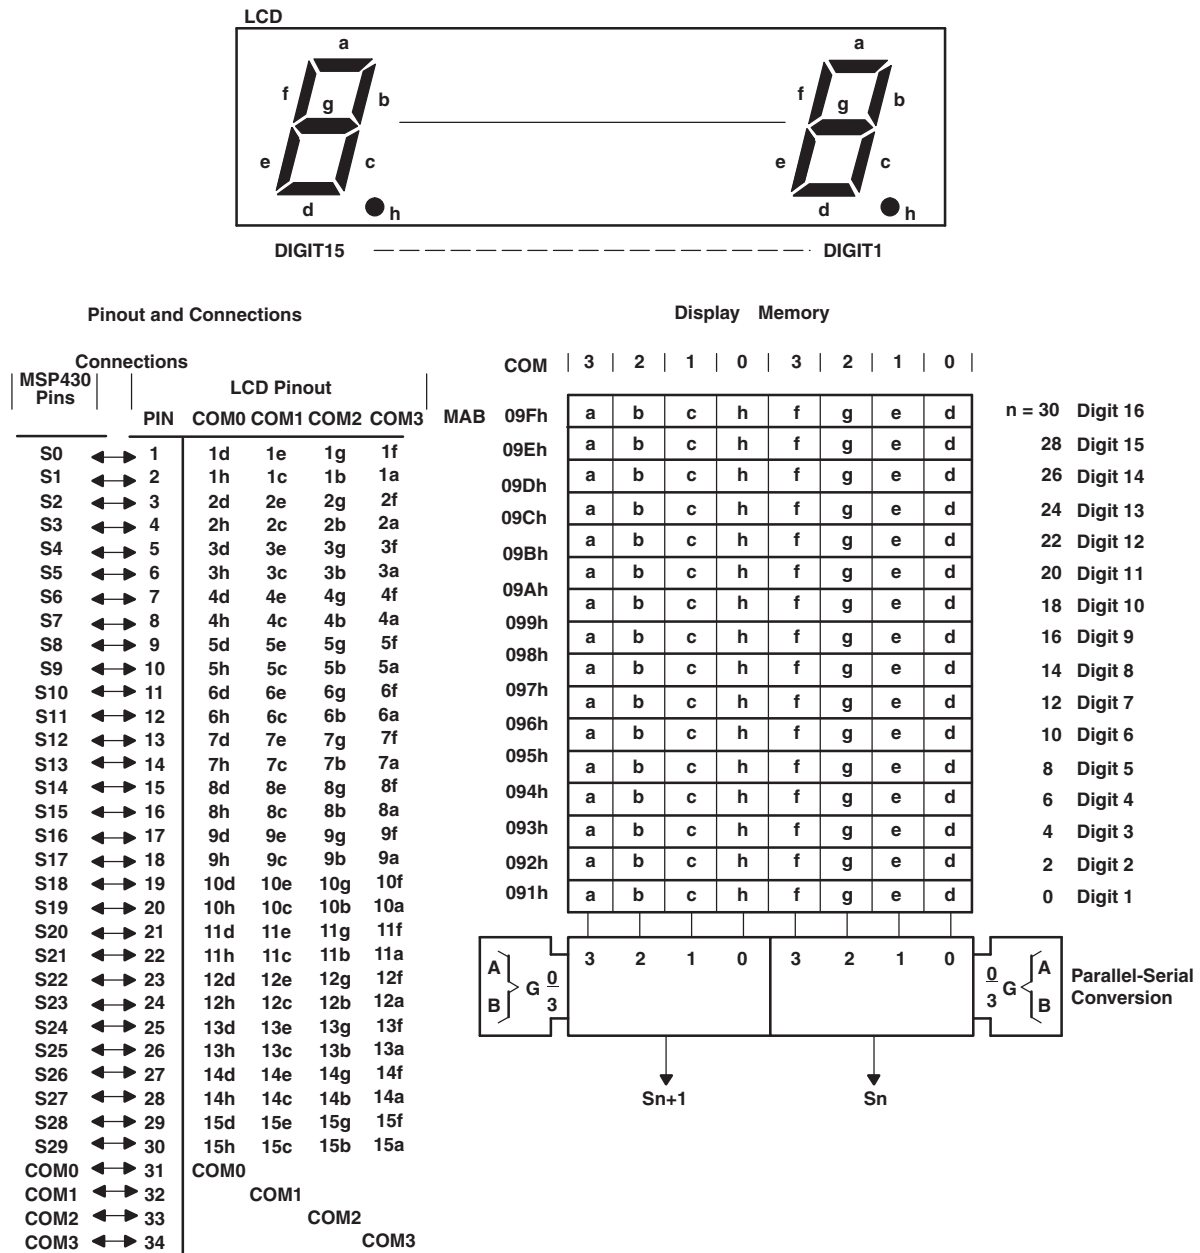 LCD
a a
f g b f g b
e c e c
d h d h
DIGIT15 DIGIT1
Pinout and Connections
Connections
MSP430 Pins LCD Pinout
PIN COM0 COM1 COM2 COM3
S0 1 1d 1e 1g 1f
S1 2 1h 1c 1b 1a
S2 3 2d 2e 2g 2f
S3 4 2h 2c 2b 2a
S4 5 3d 3e 3g 3f
S5 6 3h 3c 3b 3a
S6 7 4d 4e 4g 4f
S7 8 4h 4c 4b 4a
S8 9 5d 5e 5g 5f
S9 10 5h 5c 5b 5a
S10 11 6d 6e 6g 6f
S11 12 6h 6c 6b 6a
S12 13 7d 7e 7g 7f
S13 14 7h 7c 7b 7a
S14 15 8d 8e 8g 8f
S15 16 8h 8c 8b 8a
S16 17 9d 9e 9g 9f
S17 18 9h 9c 9b 9a
S18 19 10d 10e 10g 10f
S19 20 10h 10c 10b 10a
S20 21 11d 11e 11g 11f
S21 22 11h 11c 11b 11a
S22 23 12d 12e 12g 12f
S23 24 12h 12c 12b 12a
S24 25 13d 13e 13g 13f
S25 26 13h 13c 13b 13a
S26 27 14d 14e 14g 14f
S27 28 14h 14c 14b 14a
S28 29 15d 15e 15g 15f
S29 30 15h 15c 15b 15a
COM0 31 COM0
COM1 32 COM1
COM2 33 COM2
COM3 34 COM3
Display Memory
COM 3 2 1 0 3 2 1 0
MAB 09Fh a b c h f g e d n = 30 Digit 16
09Eh a b c h f g e d 28 Digit 15
09Dh a b c h f g e d 26 Digit 14
09Ch a b c h f g e d 24 Digit 13
09Bh a b c h f g e d 22 Digit 12
09Ah a b c h f g e d 20 Digit 11
099h a b c h f g e d 18 Digit 10
098h a b c h f g e d 16 Digit 9
097h a b c h f g e d 14 Digit 8
096h a b c h f g e d 12 Digit 7
095h a b c h f g e d 10 Digit 6
094h a b c h f g e d 8 Digit 5
093h a b c h f g e d 6 Digit 4
092h a b c h f g e d 4 Digit 3
091h a b c h f g e d 2 Digit 2
a b c h f g e d 0 Digit 1
A B G 0 3 3 2 1 0 3 2 1 0 0 3 G A B
Parallel-Serial
Conversion
Sn+1 Sn